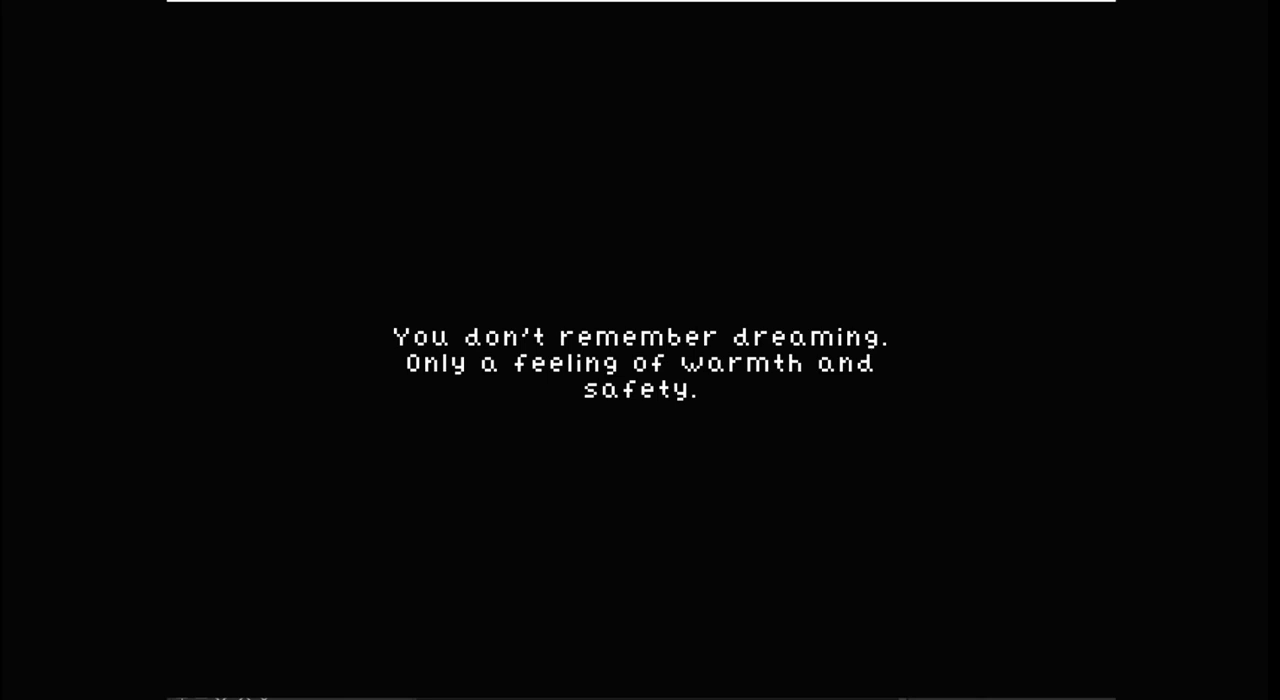 You don't remember dreaming.
Only a feeling of warmth and
safety.